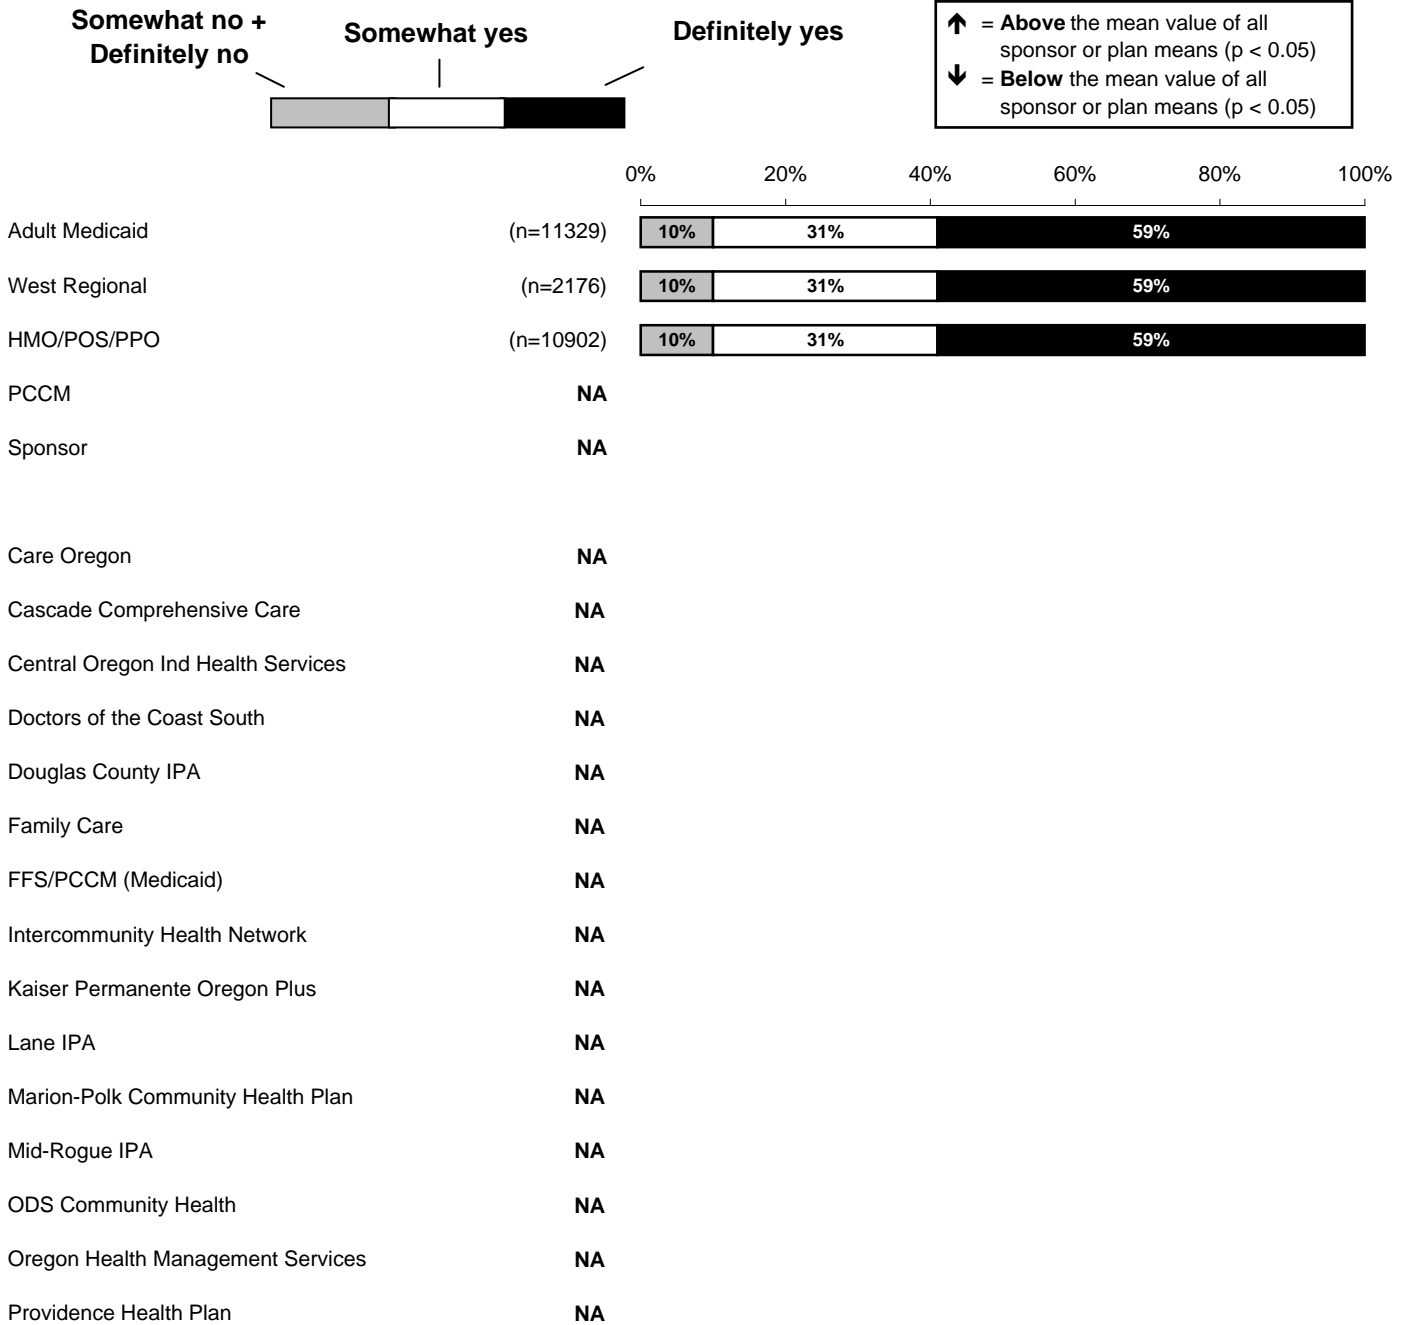 Somewhat no +
Definitely no
Somewhat yes
Definitely yes
↑ = Above the mean value of all
sponsor or plan means (p < 0.05)
↓ = Below the mean value of all
sponsor or plan means (p < 0.05)
0% 20% 40% 60% 80% 100%
Adult Medicaid (n=11329) 10% 31% 59%
West Regional (n=2176) 10% 31% 59%
HMO/POS/PPO (n=10902) 10% 31% 59%
PCCM NA
Sponsor NA
Care Oregon NA
Cascade Comprehensive Care NA
Central Oregon Ind Health Services NA
Doctors of the Coast South NA
Douglas County IPA NA
Family Care NA
FFS/PCCM (Medicaid) NA
Intercommunity Health Network NA
Kaiser Permanente Oregon Plus NA
Lane IPA NA
Marion-Polk Community Health Plan NA
Mid-Rogue IPA NA
ODS Community Health NA
Oregon Health Management Services NA
Providence Health Plan NA